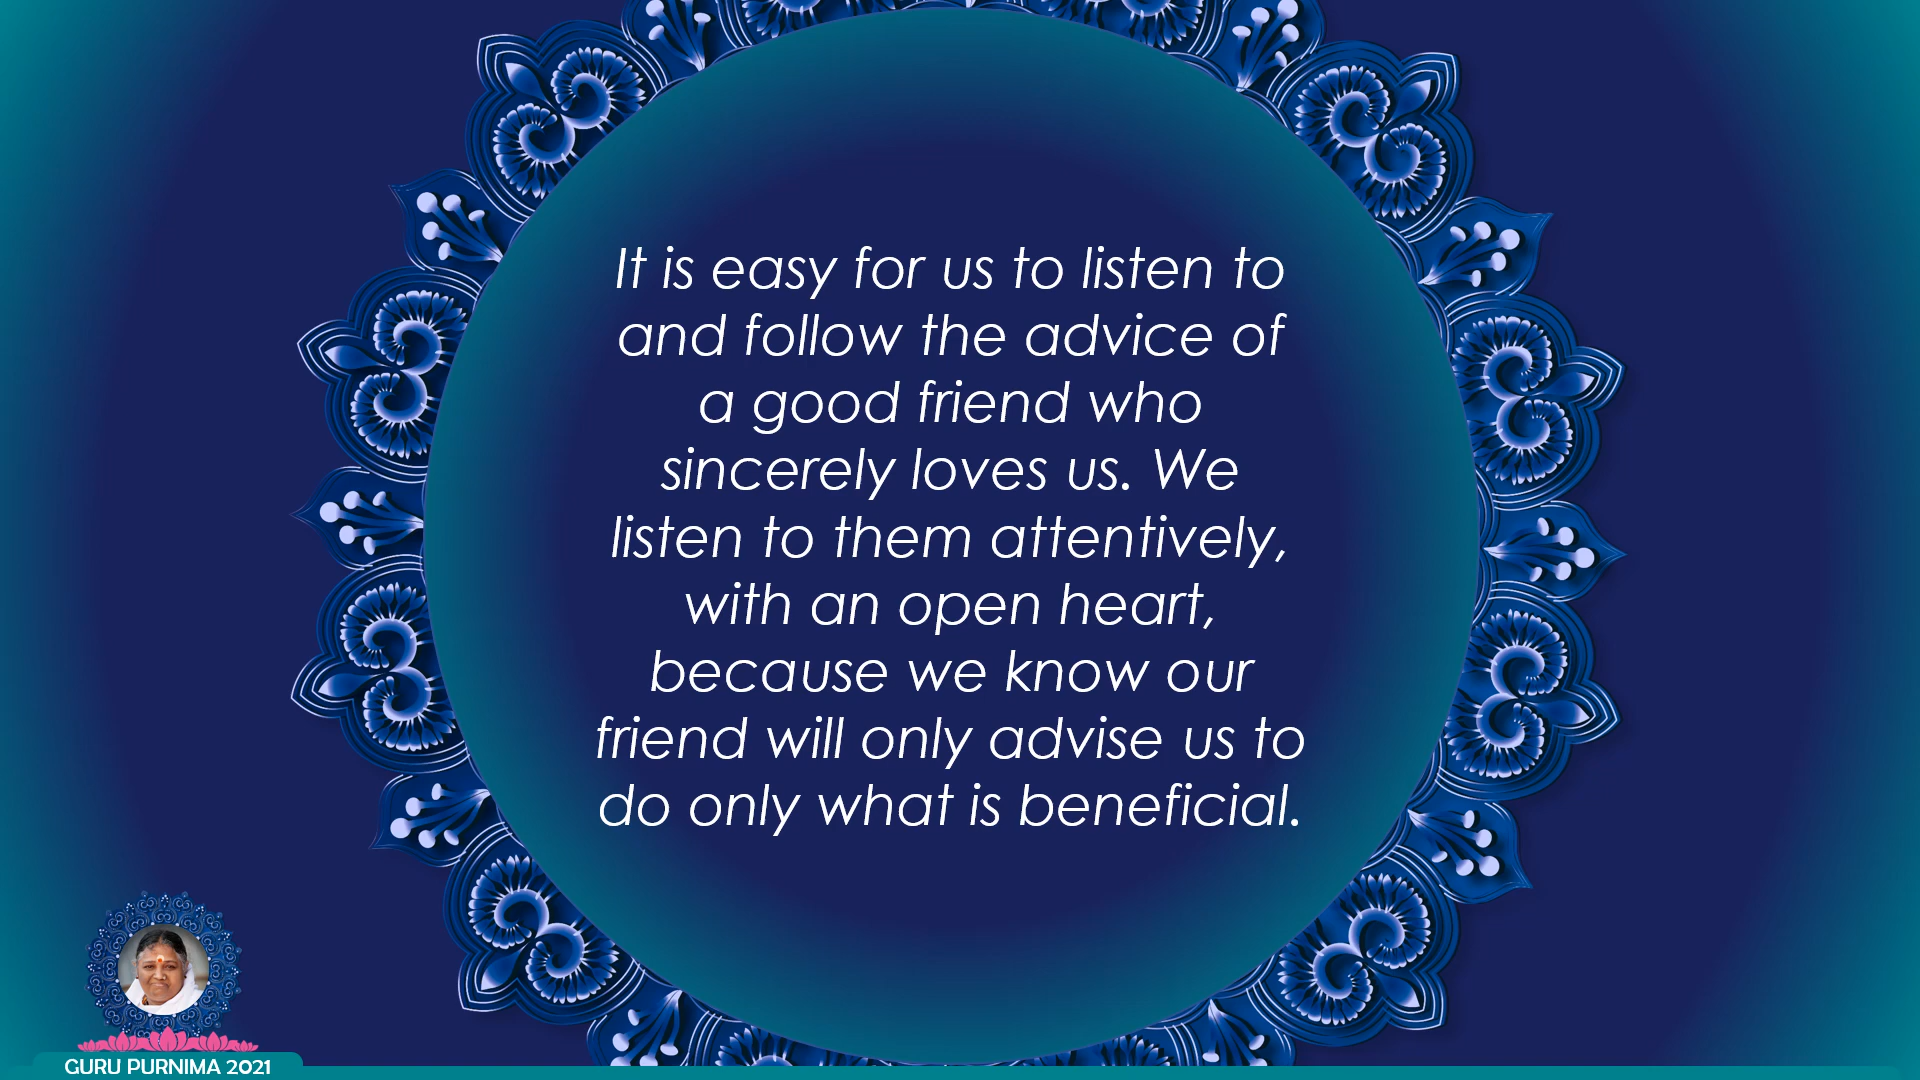 It is easy for us to listen to
and follow the advice of
a good friend who
sincerely loves us. We
listen to them attentively,
with an open heart,
because we know our
friend will only advise us to
do only what is beneficial.
GURU PURNIMA 2021